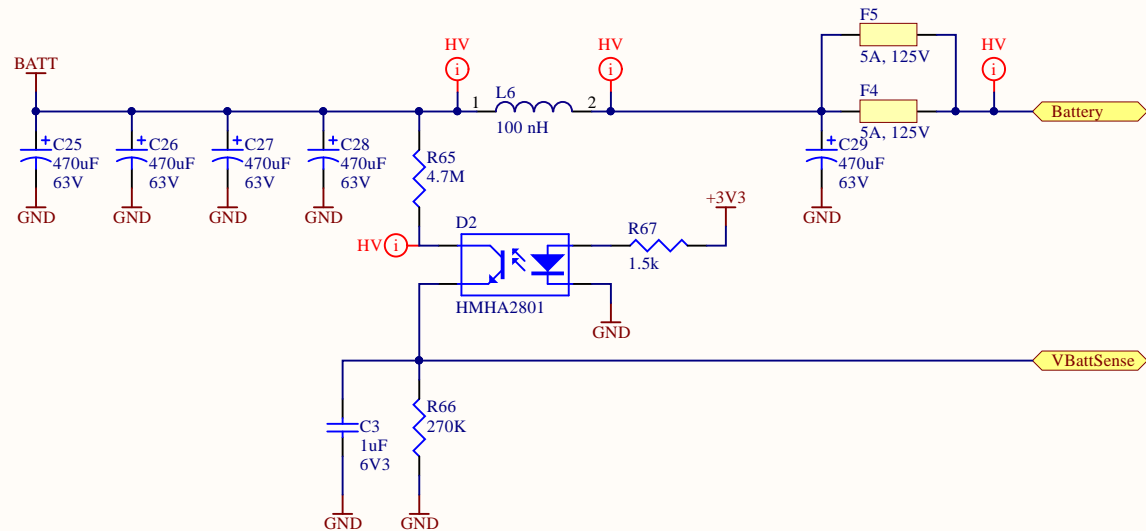 F5
5A, 125V
HV
HV
HV
BATT
L6
1
2
100 nH
F4
5A, 125V
Battery
C25
470uF
63V
C26
470uF
63V
C27
470uF
63V
C28
470uF
63V
R65
4.7M
C29
470uF
63V
GND
GND
GND
GND
GND
+3V3
HV
D2
R67
1.5k
HMHA2801
GND
VBattSense
C3
1uF
6V3
R66
270K
GND
GND
i
i
i
i
+
+
+
+
+